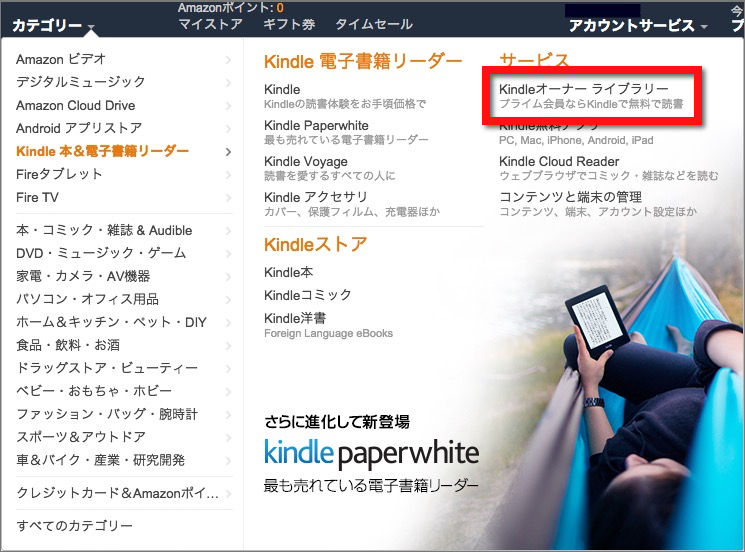 Amazonポイント: 0
今
カテゴリー
マイストア ギフト券 タイムセール
アカウントサービス
プ
Amazon ビデオ
デジタルミュージック
Amazon Cloud Drive
Android アプリストア
Kindle 本&電子書籍リーダー
Fireタブレット
Fire TV
本・コミック・雑誌 & Audible
DVD・ミュージック・ゲーム
家電・カメラ・AV機器
パソコン・オフィス用品
ホーム＆キッチン・ペット・DIY
食品・飲料・お酒
ドラッグストア・ビューティー
ベビー・おもちゃ・ホビー
ファッション・バッグ・腕時計
スポーツ＆アウトドア
車＆バイク・産業・研究開発
クレジットカード＆Amazonポイ...
すべてのカテゴリー
Kindle 電子書籍リーダー
Kindle
Kindleの読書体験をお手頃価格で
Kindle Paperwhite
最も売れている電子書籍リーダー
Kindle Voyage
読書を愛するすべての人に
Kindle アクセサリ
カバー、保護フィルム、充電器ほか
Kindleストア
Kindle本
Kindleコミック
Kindle洋書
Foreign Language eBooks
サービス
Kindleオーナー ライブラリー
プライム会員ならKindleで無料で読書
Kindle無料アプリ
PC, Mac, iPhone, Android, iPad
Kindle Cloud Reader
ウェブブラウザでコミック・雑誌などを読む
コンテンツと端末の管理
コンテンツ、端末、アカウント設定ほか
さらに進化して新登場
kindle paperwhite
最も売れている電子書籍リーダー